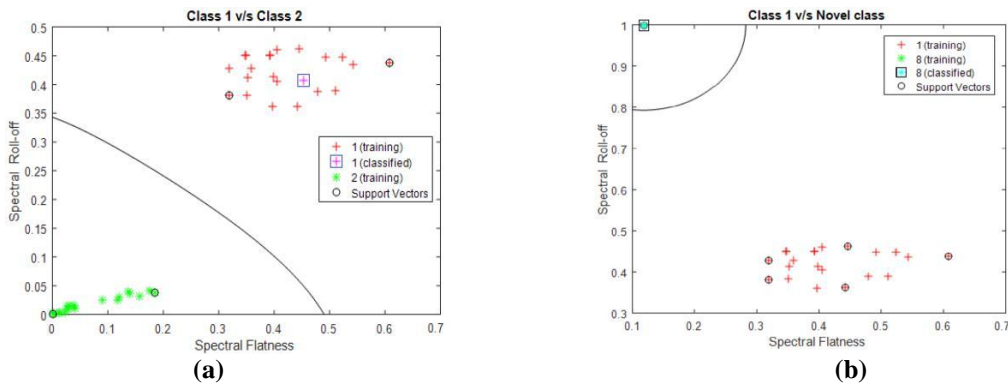 Class 1 v/s Class 2
0.5
0.45
0.4
0.35
0.3
0.25
0.2
0.15
0.1
0.05
0
Spectral Roll-off
1 (training)
1 (classified)
2 (training)
Support Vectors
0 0.1 0.2 0.3 0.4 0.5 0.6 0.7
Spectral Flatness
(a)
Class 1 v/s Novel class
1
0.9
0.8
0.7
0.6
0.5
0.4
0.3
Spectral Roll-off
1 (training)
8 (training)
8 (classified)
Support Vectors
0.1 0.2 0.3 0.4 0.5 0.6 0.7
Spectral Flatness
(b)